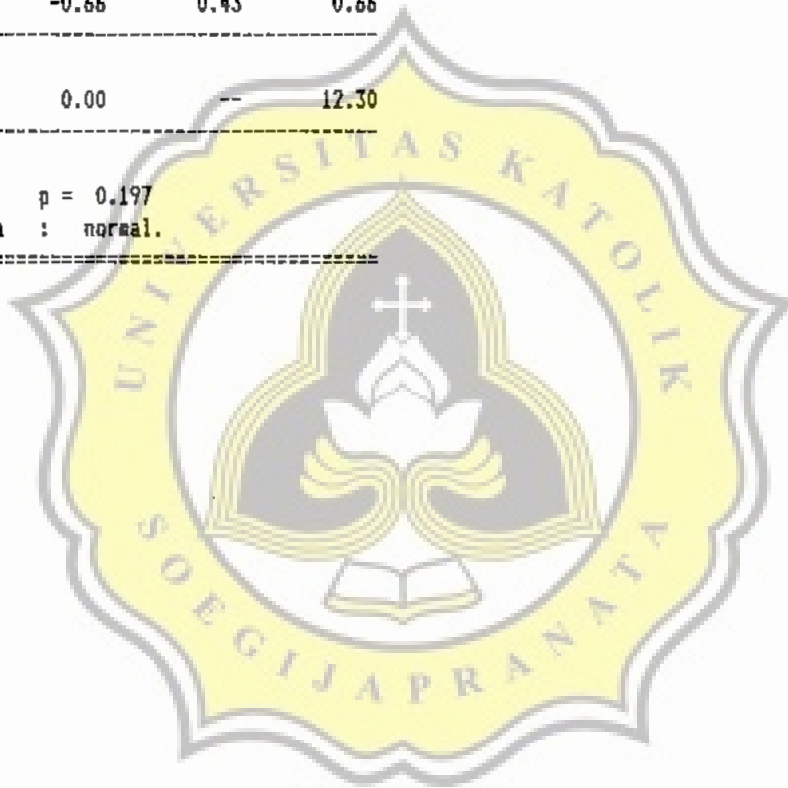 -0.66 0.43 0.66
0.00 -- 12.30
p = 0.197
: normal.
UNIVERSITAS KATOLIK
SOEGIJAPRANATA